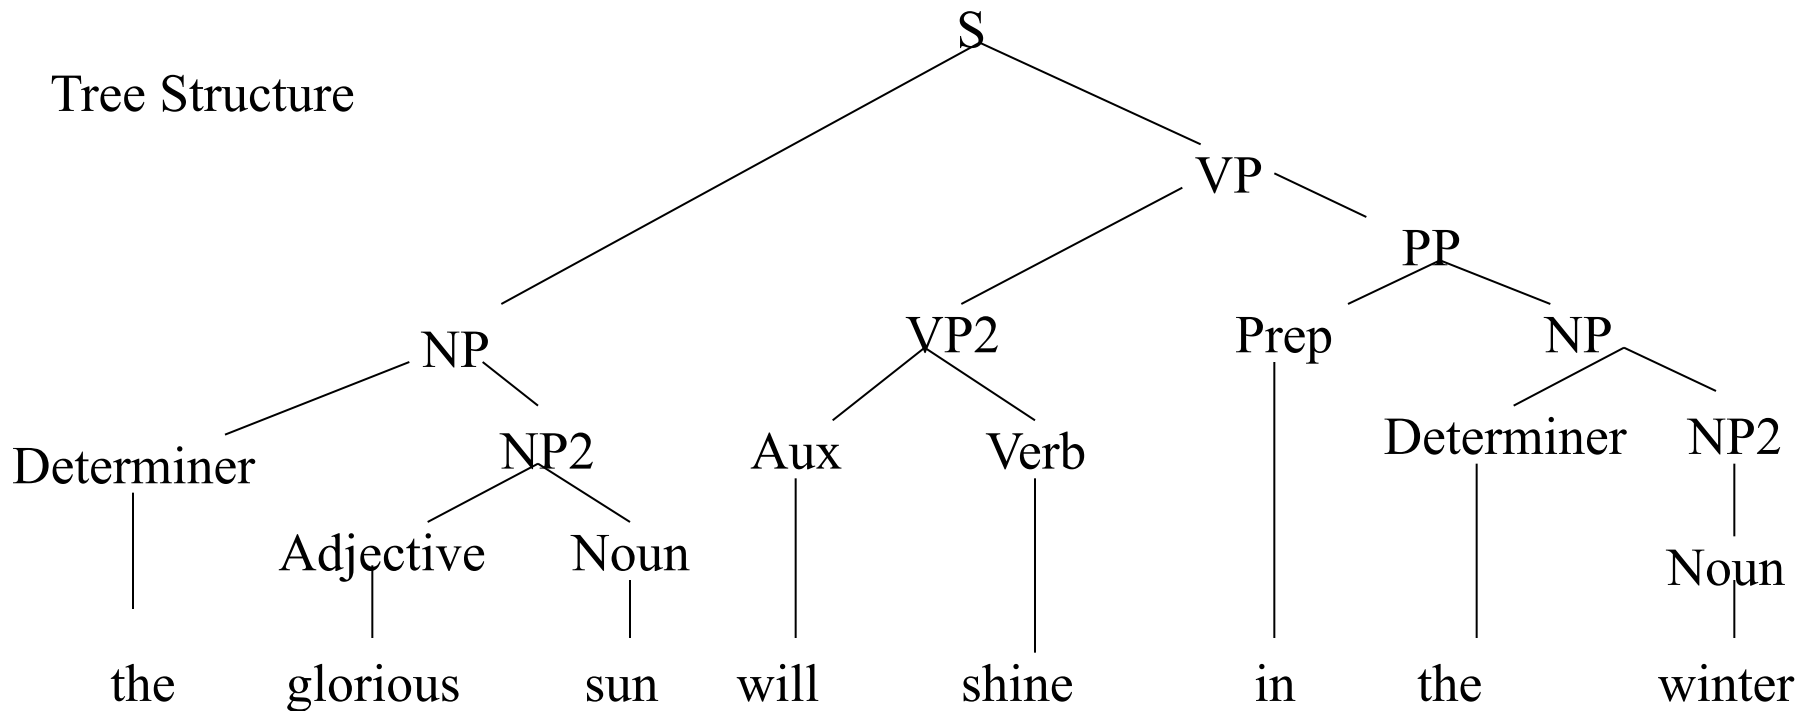 S
Tree Structure
VP
PP
NP VP2 Prep NP
Determiner NP2 Aux Verb Determiner NP2
Adjective Noun Noun
the glorious sun will shine in the winter